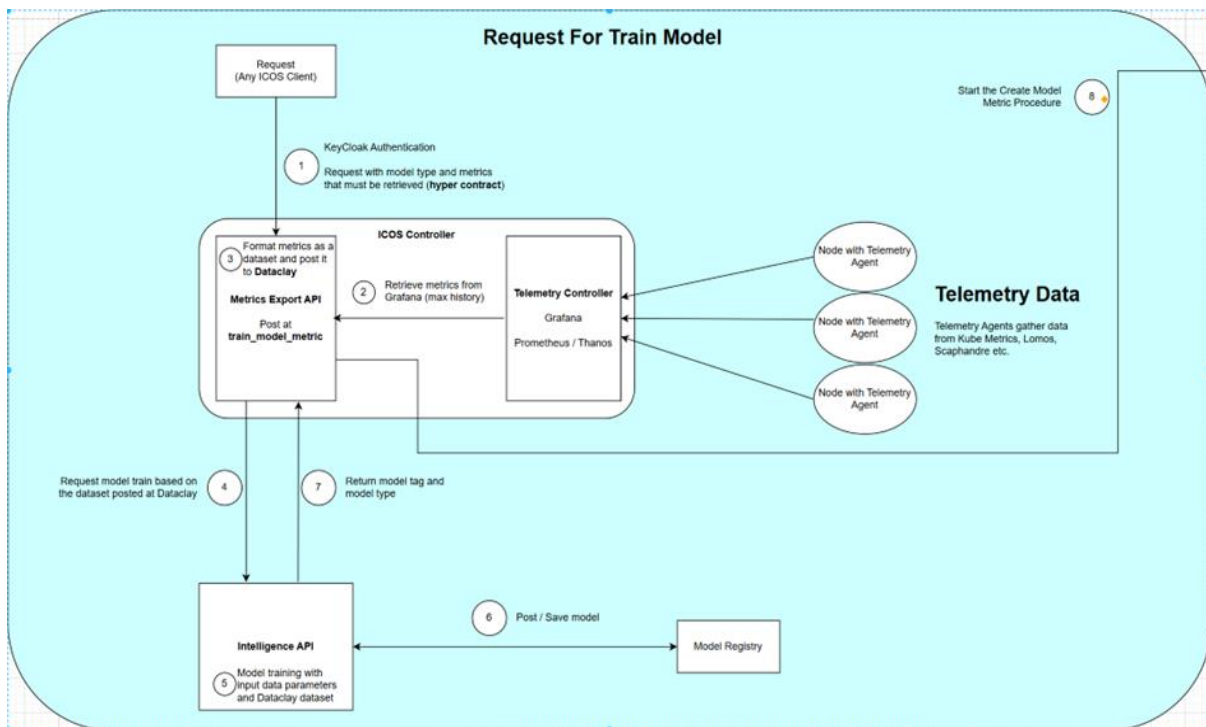 Request For Train Model
Request
(Any ICOS Client)
Start the Create Model
Metric Procedure
8
KeyCloak Authentication
1
Request with model type and metrics
that must be retrieved (hyper contract)
ICOS Controller
3
Format metrics as a
dataset and post it
to Dataclay
Metrics Export API
Post at
train_model_metric
2
Retrieve metrics from
Grafana (max history)
Telemetry Controller
Grafana
Prometheus / Thanos
Node with Telemetry
Agent
Node with Telemetry
Agent
Node with Telemetry
Agent
Telemetry Data
Telemetry Agents gather data
from Kube Metrics, Lomos,
Scaphandre etc.
Request model train based on
the dataset posted at Dataclay
4
7
Return model tag and
model type
Intelligence API
5
Model training with
input data parameters
and Dataclay dataset
6
Post / Save model
Model Registry